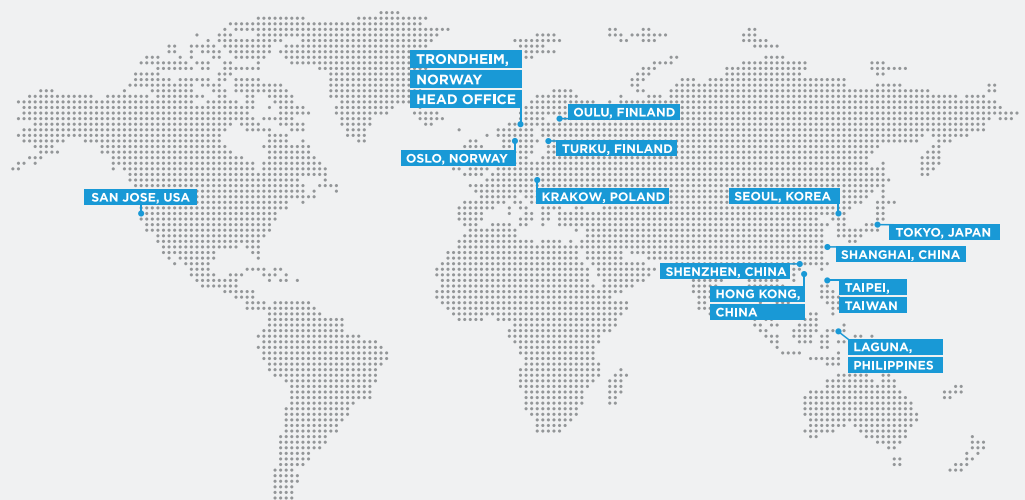 TRONDHEIM,
NORWAY
HEAD OFFICE
OULU, FINLAND
TURKU, FINLAND
OSLO, NORWAY
KRAKOW, POLAND
SAN JOSE, USA
SEOUL, KOREA
TOKYO, JAPAN
SHANGHAI, CHINA
SHENZHEN, CHINA
HONG KONG,
CHINA
TAIPEI,
TAIWAN
LAGUNA,
PHILIPPINES